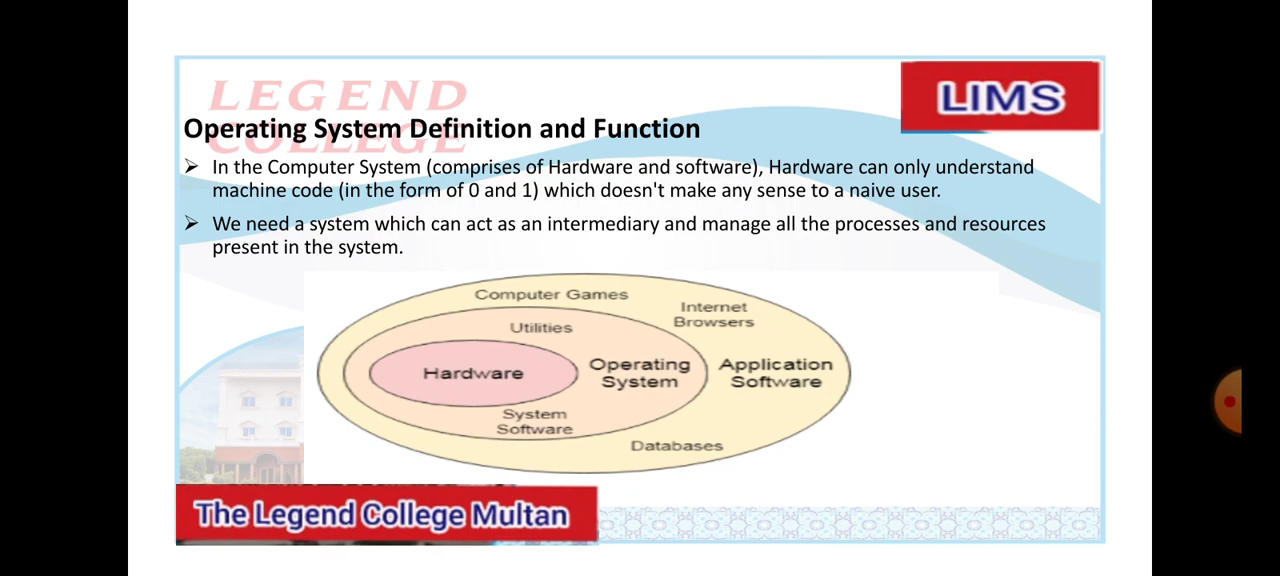 LEGEND
COLLEGE
LIMS
Operating System Definition and Function
➢ In the Computer System (comprises of Hardware and software), Hardware can only understand
machine code (in the form of 0 and 1) which doesn't make any sense to a naive user.
➢ We need a system which can act as an intermediary and manage all the processes and resources
present in the system.
Computer Games
Internet
Browsers
Utilities
Hardware
Operating
System
Application
Software
System
Software
Databases
The Legend College Multan